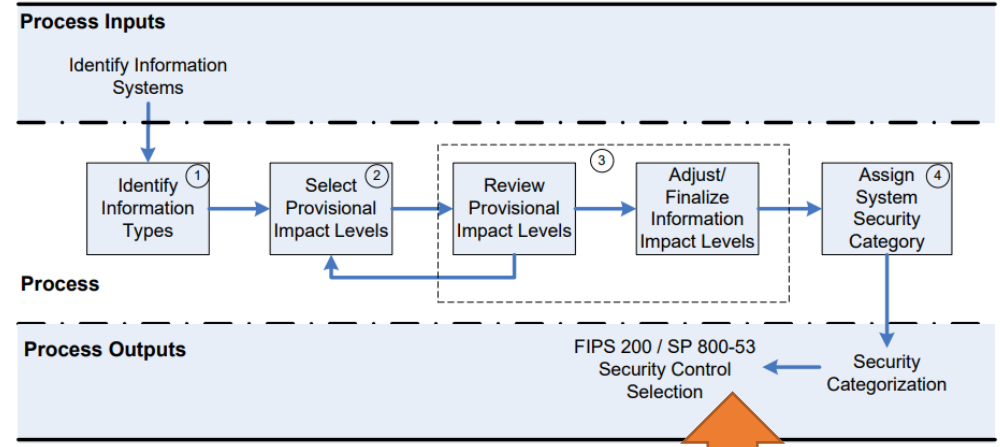 Process Inputs
Identify Information
Systems
1
Identify
Information
Types
2
Select
Provisional
Impact Levels
3
Review
Provisional
Impact Levels
Adjust/
Finalize
Information
Impact Levels
4
Assign
System
Security
Category
Process
Process Outputs
FIPS 200 / SP 800-53
Security Control
Selection
Security
Categorization